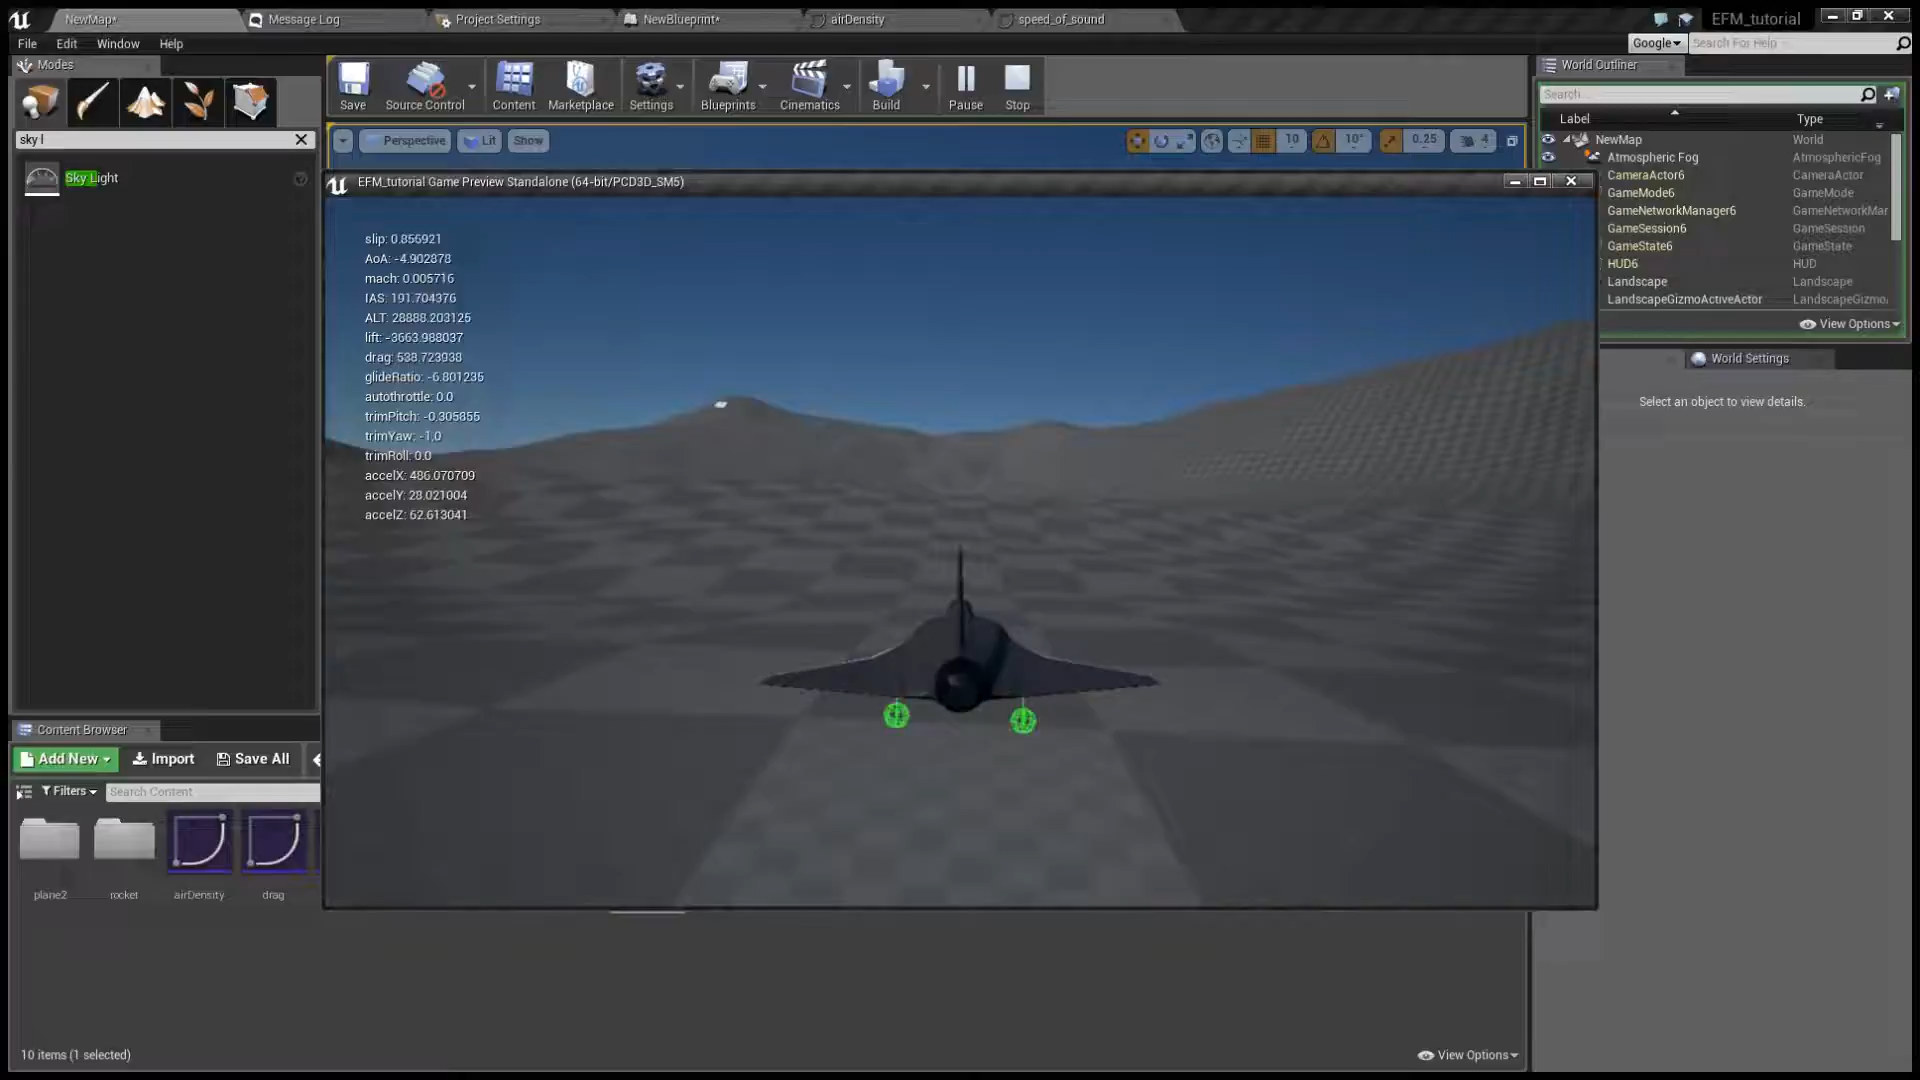 NewMap*
Message Log
Project Settings
NewBlueprint*
airDensity
speed_of_sound
EFM_tutorial
File Edit Window Help
Google
Search For Help
Modes
sky l
Sky Light
Save
Source Control
Content
Marketplace
Settings
Blueprints
Cinematics
Build
Pause
Stop
Perspective
Lit
Show
10
10°
0.25
4
EFM_tutorial Game Preview Standalone (64-bit/PCD3D_SM5)
slip: 0.856921
AoA: -4.902878
mach: 0.005716
IAS: 191.704376
ALT: 28888.203125
lift: -3663.988037
drag: 538.723938
glideRatio: -6.801235
autothrottle: 0.0
trimPitch: -0.305855
trimYaw: -1.0
trimRoll: 0.0
accelX: 486.070709
accelY: 28.021004
accelZ: 62.613041
World Outliner
Search...
Label Type
NewMap World
Atmospheric Fog AtmosphericFog
CameraActor6 CameraActor
GameMode6 GameMode
GameNetworkManager6 GameNetworkMar
GameSession6 GameSession
GameState6 GameState
HUD6 HUD
Landscape Landscape
LandscapeGizmoActiveActor LandscapeGizmo
View Options
World Settings
Select an object to view details.
Content Browser
Add New
Import
Save All
Filters
Search Content
plane2
rocket
airDensity
drag
10 items (1 selected)
View Options